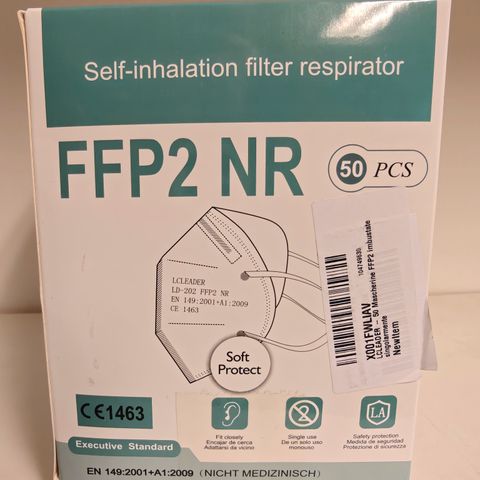 Self-inhalation filter respirator
FFP2 NR
50 PCS
LCLEADER
LD-202 FFP2 NR
EN 149:2001+A1:2009
CE 1463
Soft
Protect
104749630
X001FWLIAV
LCLEADER - 50 Mascherine FFP2 imbustate
singolarmente
NewItem
CE1463
Executive Standard
Fit closely
Encajar de cerca
Adattarsi da vicino
Single use
De un solo uso
monouso
LA
Safety protection
Medida de seguridad
Protezione di sicurezza
EN 149:2001+A1:2009 (NICHT MEDIZINISCH)